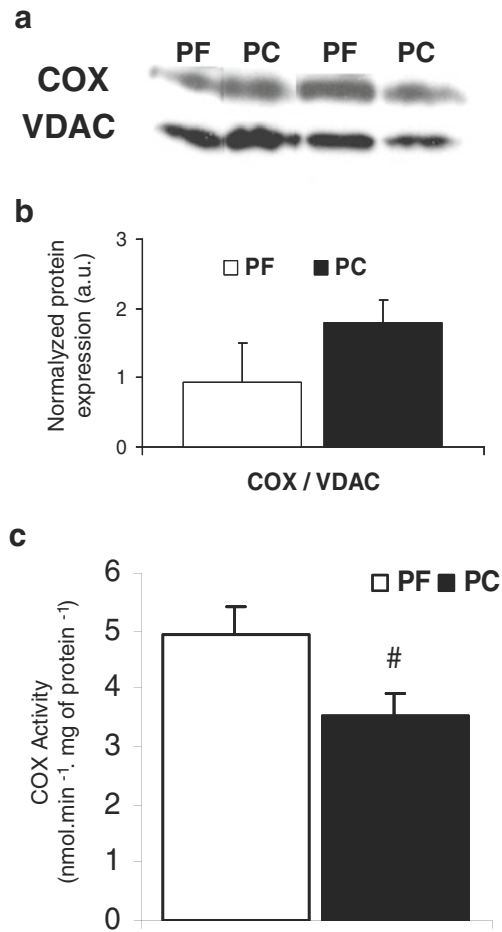 a
PF PC PF PC
COX
VDAC
b
Normalyzed protein
expression (a.u.)
3
2
1
0
PF PC
COX / VDAC
c
COX Activity
(nmol.min -1. mg of protein -1)
6
5
4
3
2
1
0
PF PC
#